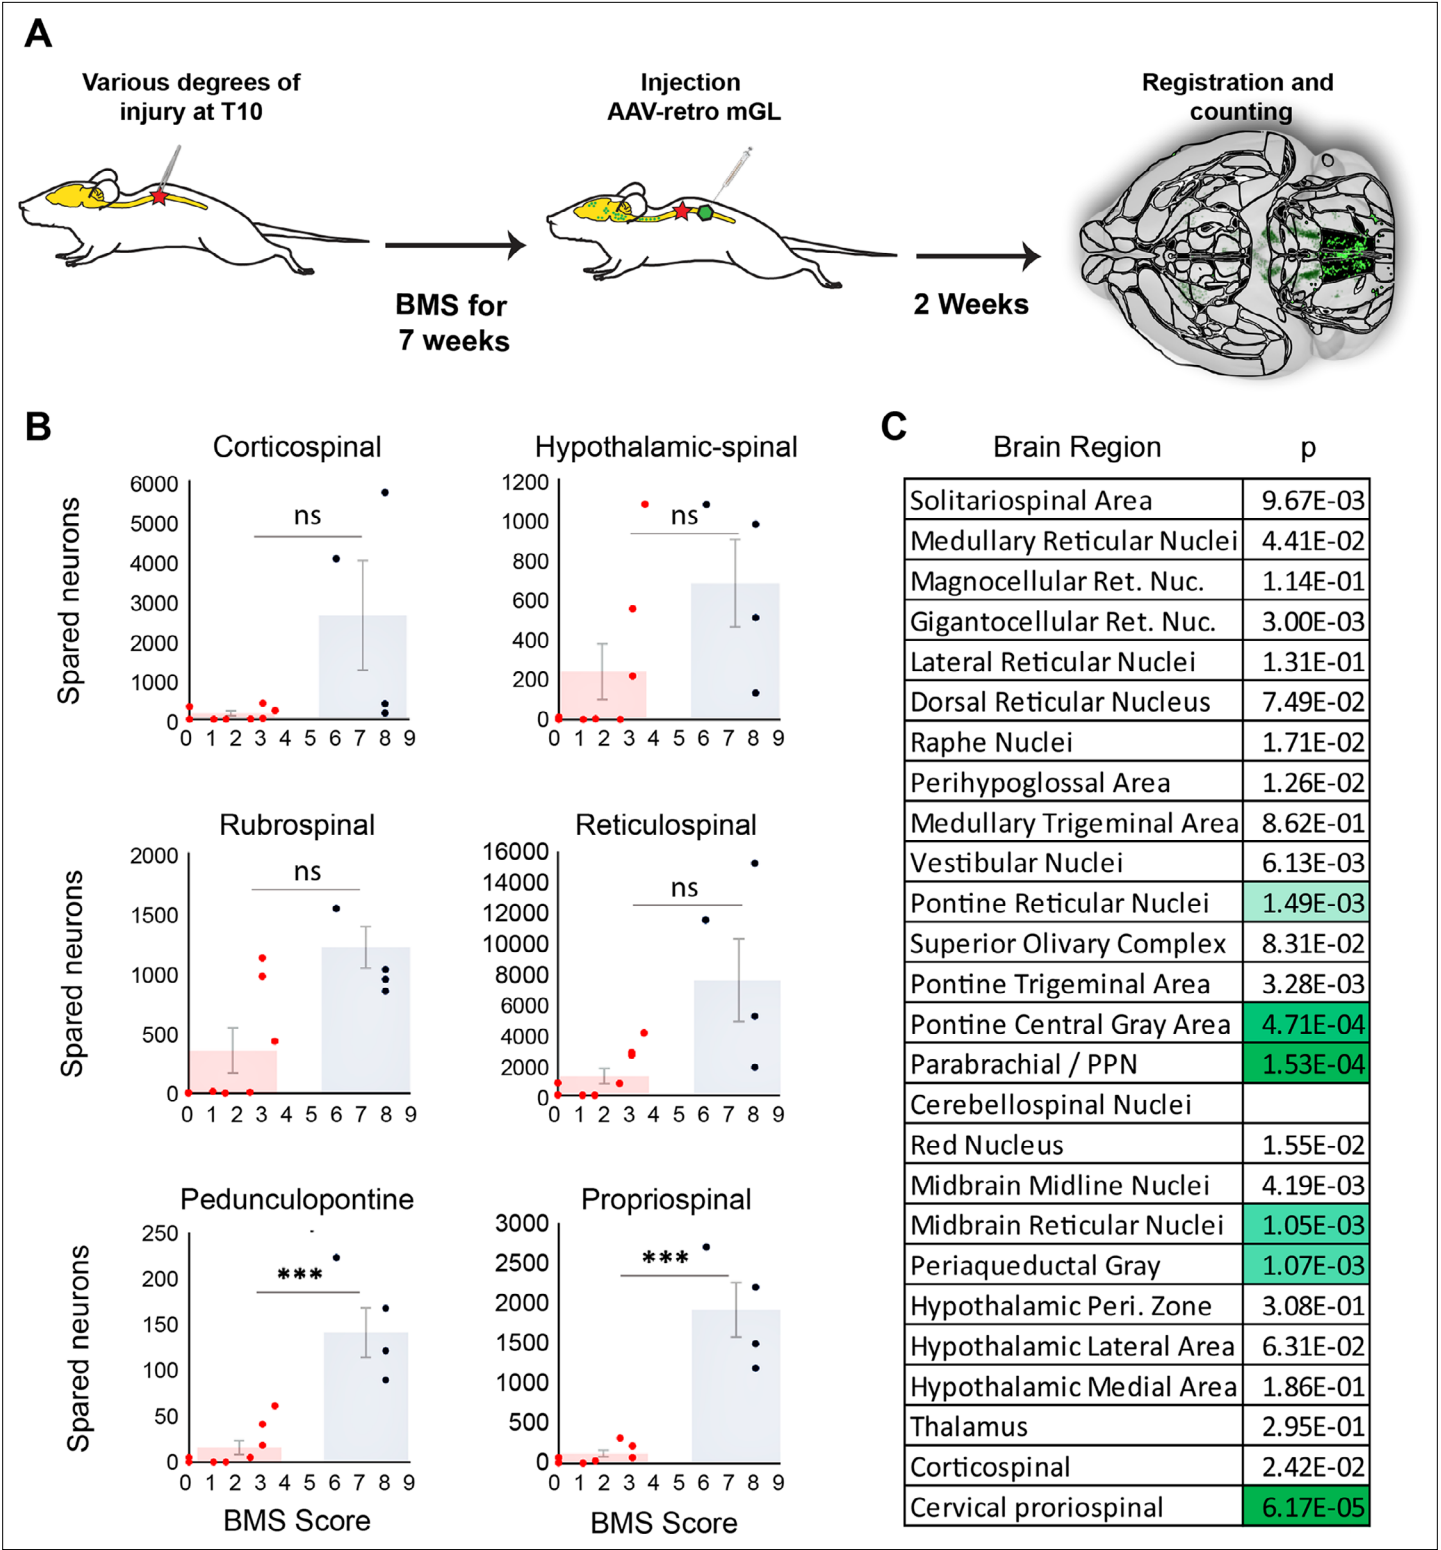 A
Various degrees of
injury at T10
Injection
AAV-retro mGL
Registration and
counting
BMS for
7 weeks
2 Weeks
B
Corticospinal
Spared neurons
6000
5000
4000
3000
2000
1000
0
ns
0 1 2 3 4 5 6 7 8 9
Hypothalamic-spinal
1200
1000
800
600
400
200
0
ns
0 1 2 3 4 5 6 7 8 9
Rubrospinal
Spared neurons
2000
1500
1000
500
0
ns
0 1 2 3 4 5 6 7 8 9
Reticulospinal
16000
14000
12000
10000
8000
6000
4000
2000
0
ns
0 1 2 3 4 5 6 7 8 9
Pedunculopontine
Spared neurons
250
200
150
100
50
0
***
0 1 2 3 4 5 6 7 8 9
BMS Score
Propriospinal
3000
2500
2000
1500
1000
500
0
***
0 1 2 3 4 5 6 7 8 9
BMS Score
C
Brain Region p
Solitariospinal Area 9.67E-03
Medullary Reticular Nuclei 4.41E-02
Magnocellular Ret. Nuc. 1.14E-01
Gigantocellular Ret. Nuc. 3.00E-03
Lateral Reticular Nuclei 1.31E-01
Dorsal Reticular Nucleus 7.49E-02
Raphe Nuclei 1.71E-02
Perihypoglossal Area 1.26E-02
Medullary Trigeminal Area 8.62E-01
Vestibular Nuclei 6.13E-03
Pontine Reticular Nuclei 1.49E-03
Superior Olivary Complex 8.31E-02
Pontine Trigeminal Area 3.28E-03
Pontine Central Gray Area 4.71E-04
Parabrachial / PPN 1.53E-04
Cerebellospinal Nuclei
Red Nucleus 1.55E-02
Midbrain Midline Nuclei 4.19E-03
Midbrain Reticular Nuclei 1.05E-03
Periaqueductal Gray 1.07E-03
Hypothalamic Peri. Zone 3.08E-01
Hypothalamic Lateral Area 6.31E-02
Hypothalamic Medial Area 1.86E-01
Thalamus 2.95E-01
Corticospinal 2.42E-02
Cervical proriospinal 6.17E-05